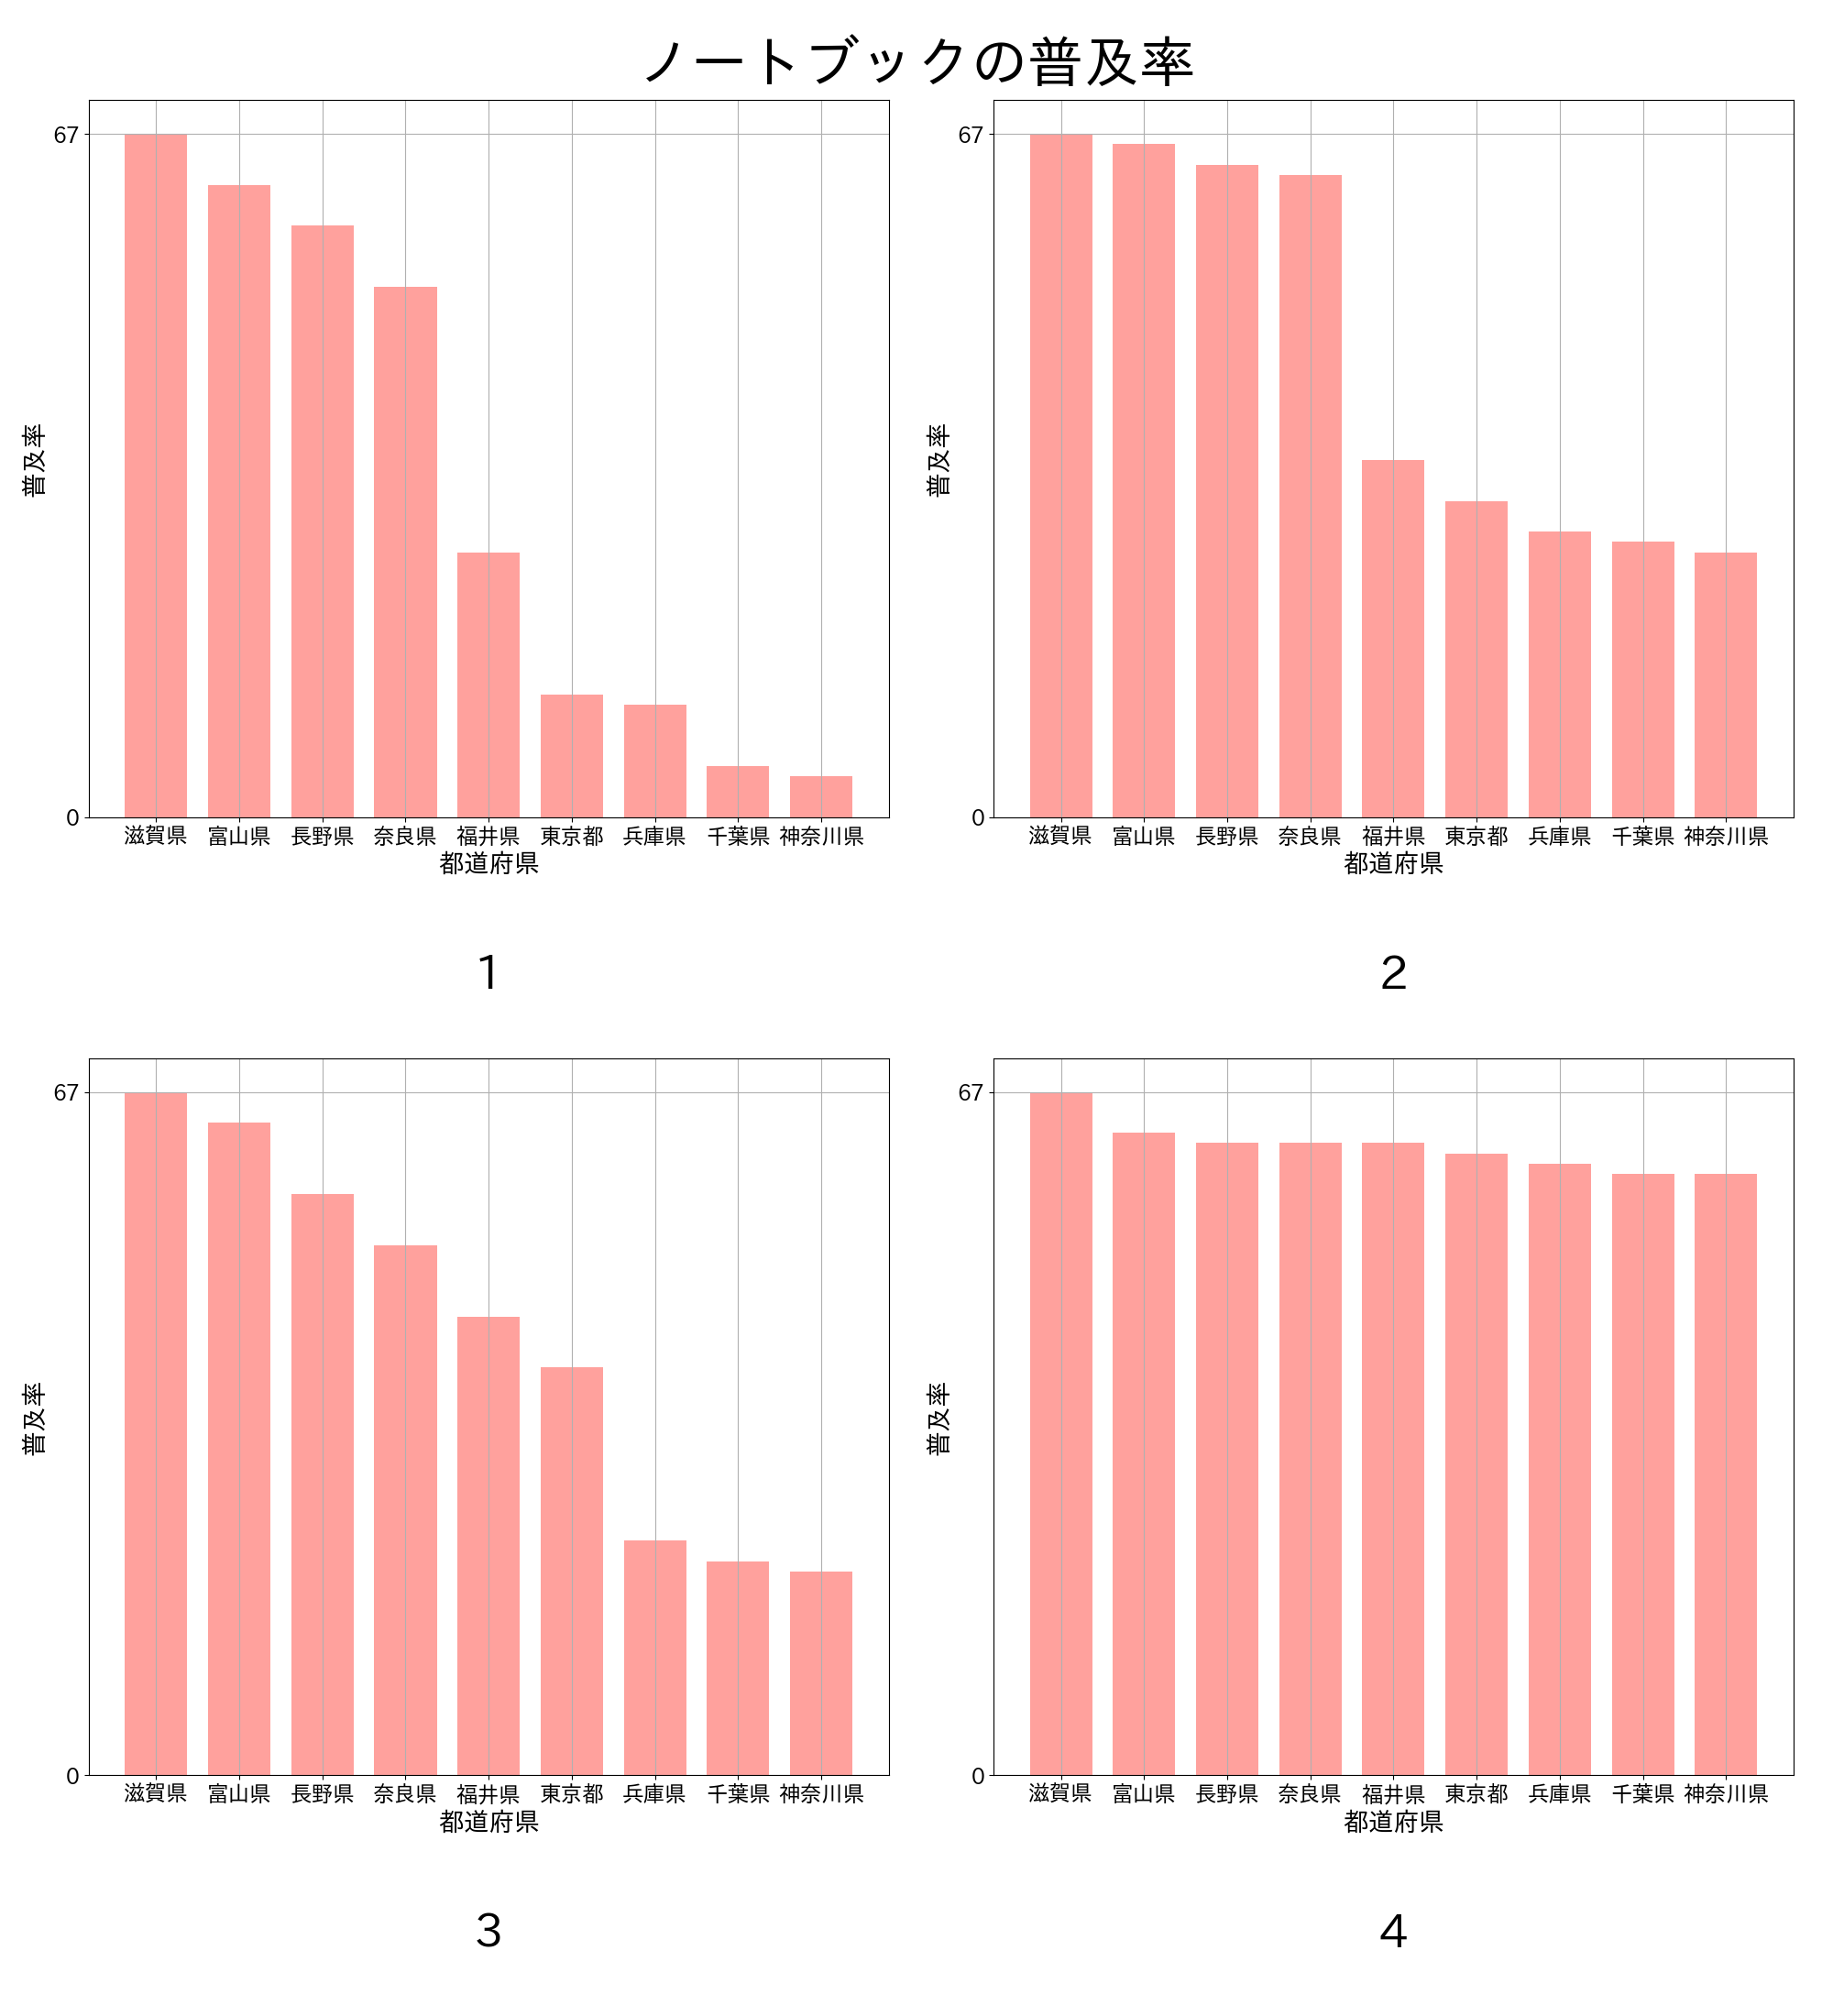 ノートブックの普及率
67
0
普及率
滋賀県 富山県 長野県 奈良県 福井県 東京都 兵庫県 千葉県 神奈川県
都道府県
1
67
0
普及率
滋賀県 富山県 長野県 奈良県 福井県 東京都 兵庫県 千葉県 神奈川県
都道府県
2
67
0
普及率
滋賀県 富山県 長野県 奈良県 福井県 東京都 兵庫県 千葉県 神奈川県
都道府県
3
67
0
普及率
滋賀県 富山県 長野県 奈良県 福井県 東京都 兵庫県 千葉県 神奈川県
都道府県
4